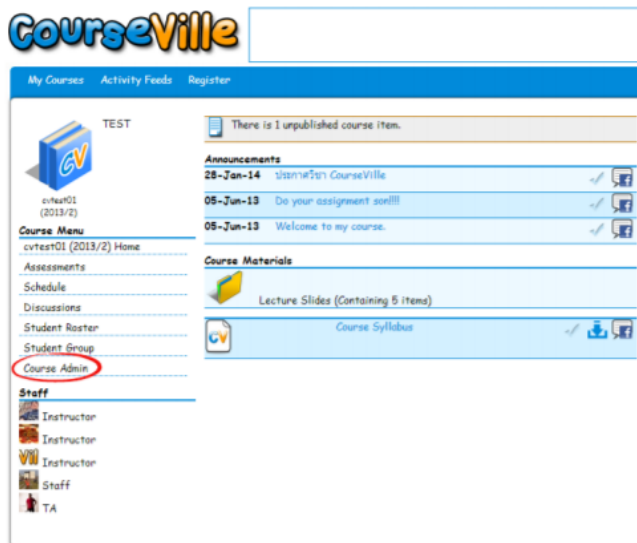 CourseVille
My Courses Activity Feeds Register
TEST
CV
cvtest01
(2013/2)
Course Menu
cvtest01 (2013/2) Home
Assessments
Schedule
Discussions
Student Roster
Student Group
Course Admin
Staff
Instructor
Instructor
Vil Instructor
Staff
TA
There is 1 unpublished course item.
Announcements
28-Jan-14 ประกาศวิชา CourseVille
05-Jun-13 Do your assignment son!!!!
05-Jun-13 Welcome to my course.
Course Materials
Lecture Slides (Containing 5 items)
CV Course Syllabus